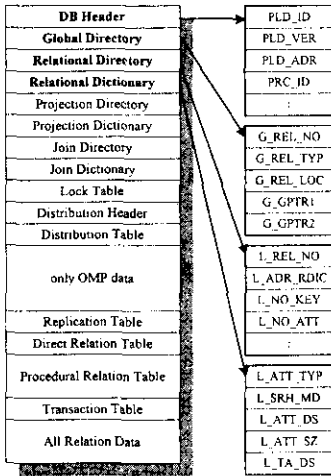 DB Header
Global Directory
Relational Directory
Relational Dictionary
Projection Directory
Projection Dictionary
Join Directory
Join Dictionary
Lock Table
Distribution Header
Distribution Table
only OMP data
Replication Table
Direct Relation Table
Procedural Relation Table
Transaction Table
All Relation Data
PLD_ID
PLD_VER
PLD_ADR
PRC_ID
:
G_REL_NO
G_REL_TYP
G_REL_LOC
G_GPTR1
G_GPTR2
L_REL_NO
L_ADR_RDIC
L_NO_KEY
L_NO_ATT
:
L_ATT_TYP
L_SRH_MD
L_ATT_DS
L_ATT_SZ
L_TA_DS